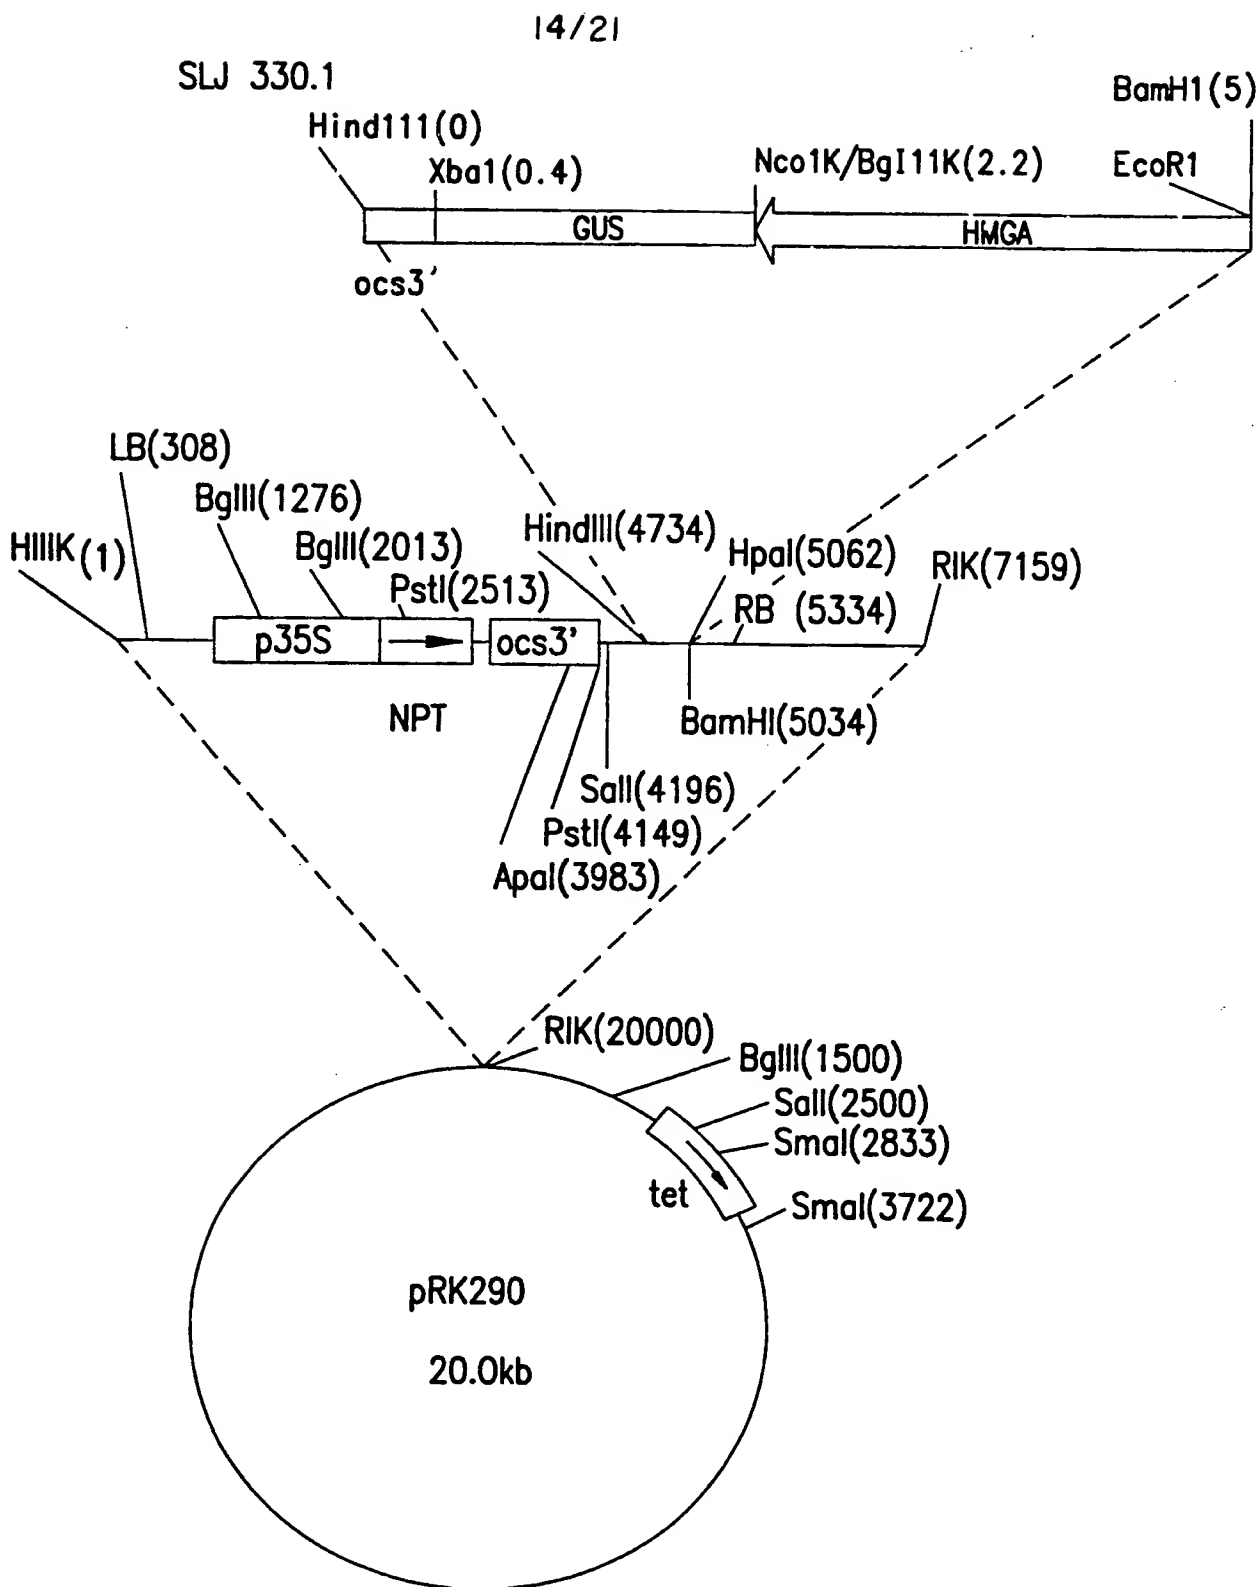 14/21
SLJ 330.1
BamH1(5)
Hind111(0)
Xba1(0.4)
Nco1K/BgI11K(2.2)
EcoR1
GUS
HMGA
ocs3'
LB(308)
BglII(1276)
BglII(2013)
PstI(2513)
HindIII(4734)
HpaI(5062)
RB (5334)
RIK(7159)
HIIIK(1)
p35S
ocs3'
NPT
BamHI(5034)
SalI(4196)
PstI(4149)
ApaI(3983)
RIK(20000)
BglII(1500)
SalI(2500)
SmaI(2833)
tet
SmaI(3722)
pRK290
20.0kb